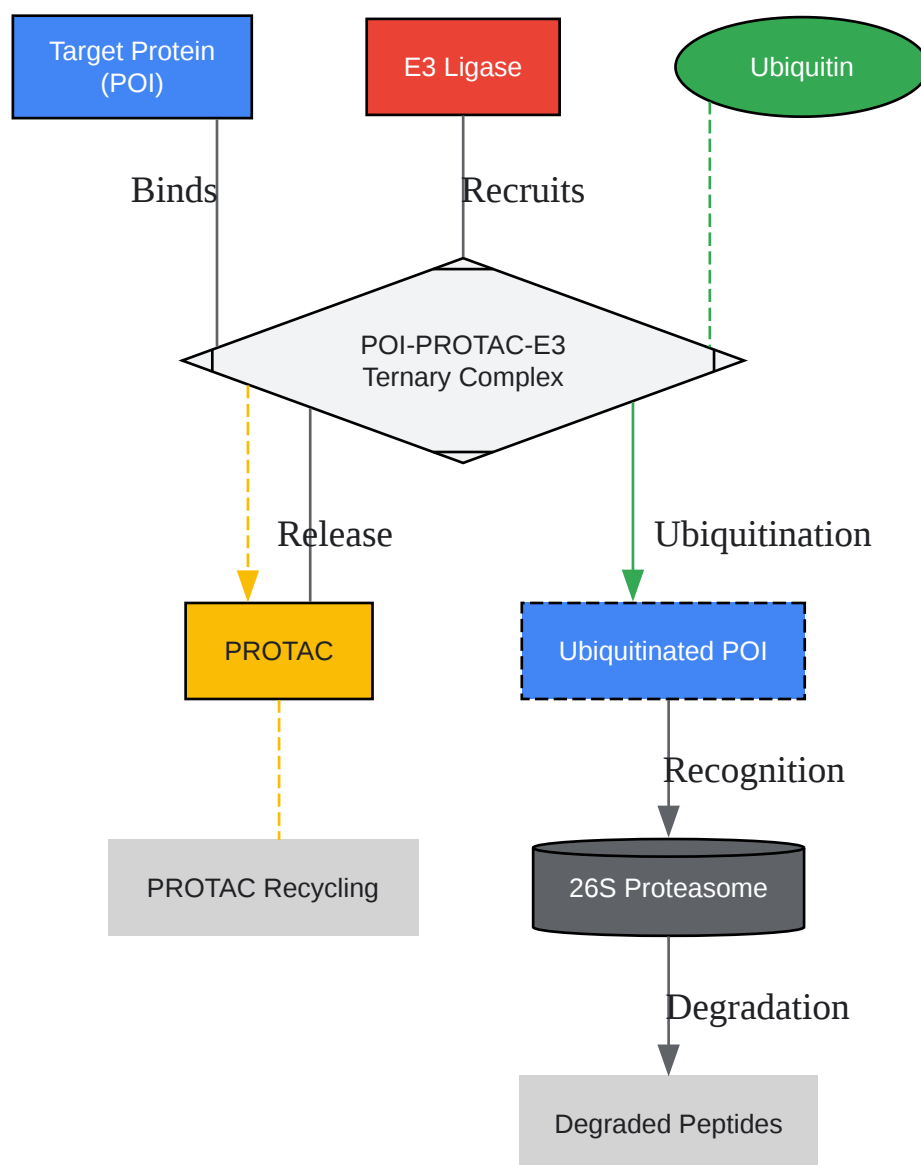 Target Protein
(POI)
E3 Ligase
Ubiquitin
Binds
Recruits
POI-PROTAC-E3
Ternary Complex
Release
Ubiquitination
PROTAC
Ubiquitinated POI
Recognition
PROTAC Recycling
26S Proteasome
Degradation
Degraded Peptides